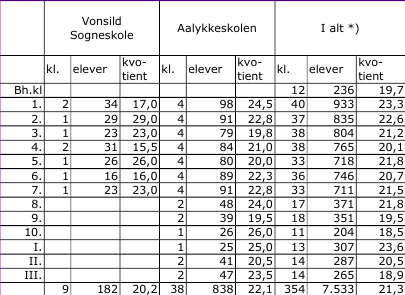 Vonsild Sogneskole Aalykkeskolen I alt *)
kl. elever kvo-tient kl. elever kvo-tient kl. elever kvo-tient
Bh.kl 12 236 19,7
1. 2 34 17,0 4 98 24,5 40 933 23,3
2. 1 29 29,0 4 91 22,8 37 835 22,6
3. 1 23 23,0 4 79 19,8 38 804 21,2
4. 2 31 15,5 4 84 21,0 38 765 20,1
5. 1 26 26,0 4 80 20,0 33 718 21,8
6. 1 16 16,0 4 89 22,3 36 746 20,7
7. 1 23 23,0 4 91 22,8 33 711 21,5
8. 2 48 24,0 17 371 21,8
9. 2 39 19,5 18 351 19,5
10. 1 26 26,0 11 204 18,5
I. 1 25 25,0 13 307 23,6
II. 2 41 20,5 14 287 20,5
III. 2 47 23,5 14 265 18,9
9 182 20,2 38 838 22,1 354 7.533 21,3